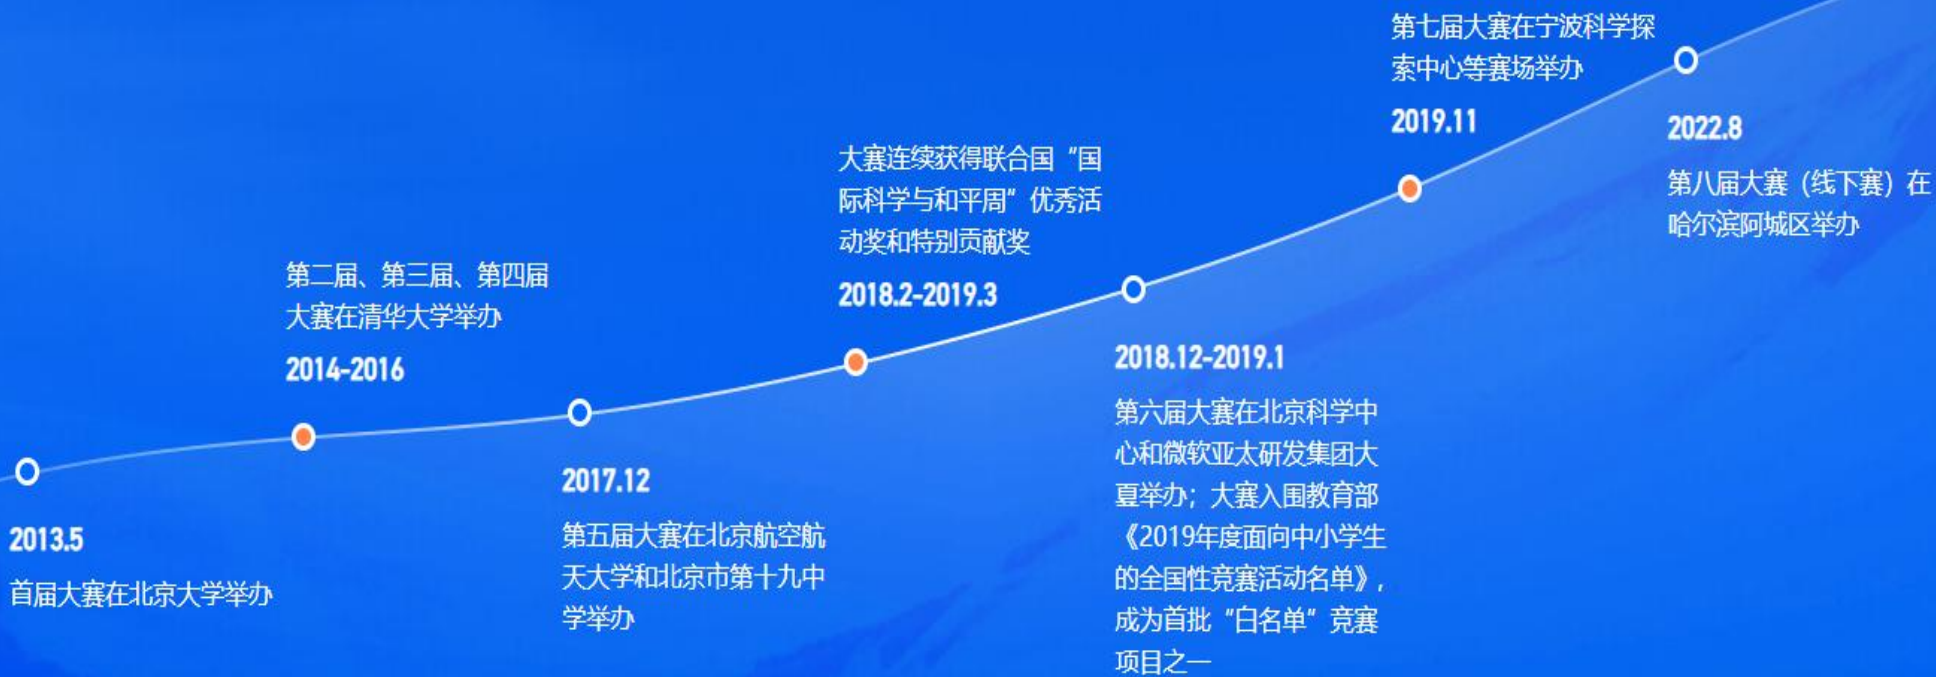 2013.5
首届大赛在北京大学举办
第二届、第三届、第四届
大赛在清华大学举办
2014-2016
2017.12
第五届大赛在北京航空航
天大学和北京市第十九中
学举办
大赛连续获得联合国“国
际科学与和平周”优秀活
动奖和特别贡献奖
2018.2-2019.3
2018.12-2019.1
第六届大赛在北京科学中
心和微软亚太研发集团大
厦举办；大赛入围教育部
《2019年度面向中小学生
的全国性竞赛活动名单》，
成为首批“白名单”竞赛
项目之一
第七届大赛在宁波科学探
索中心等赛场举办
2019.11
2022.8
第八届大赛（线下赛）在
哈尔滨阿城区举办